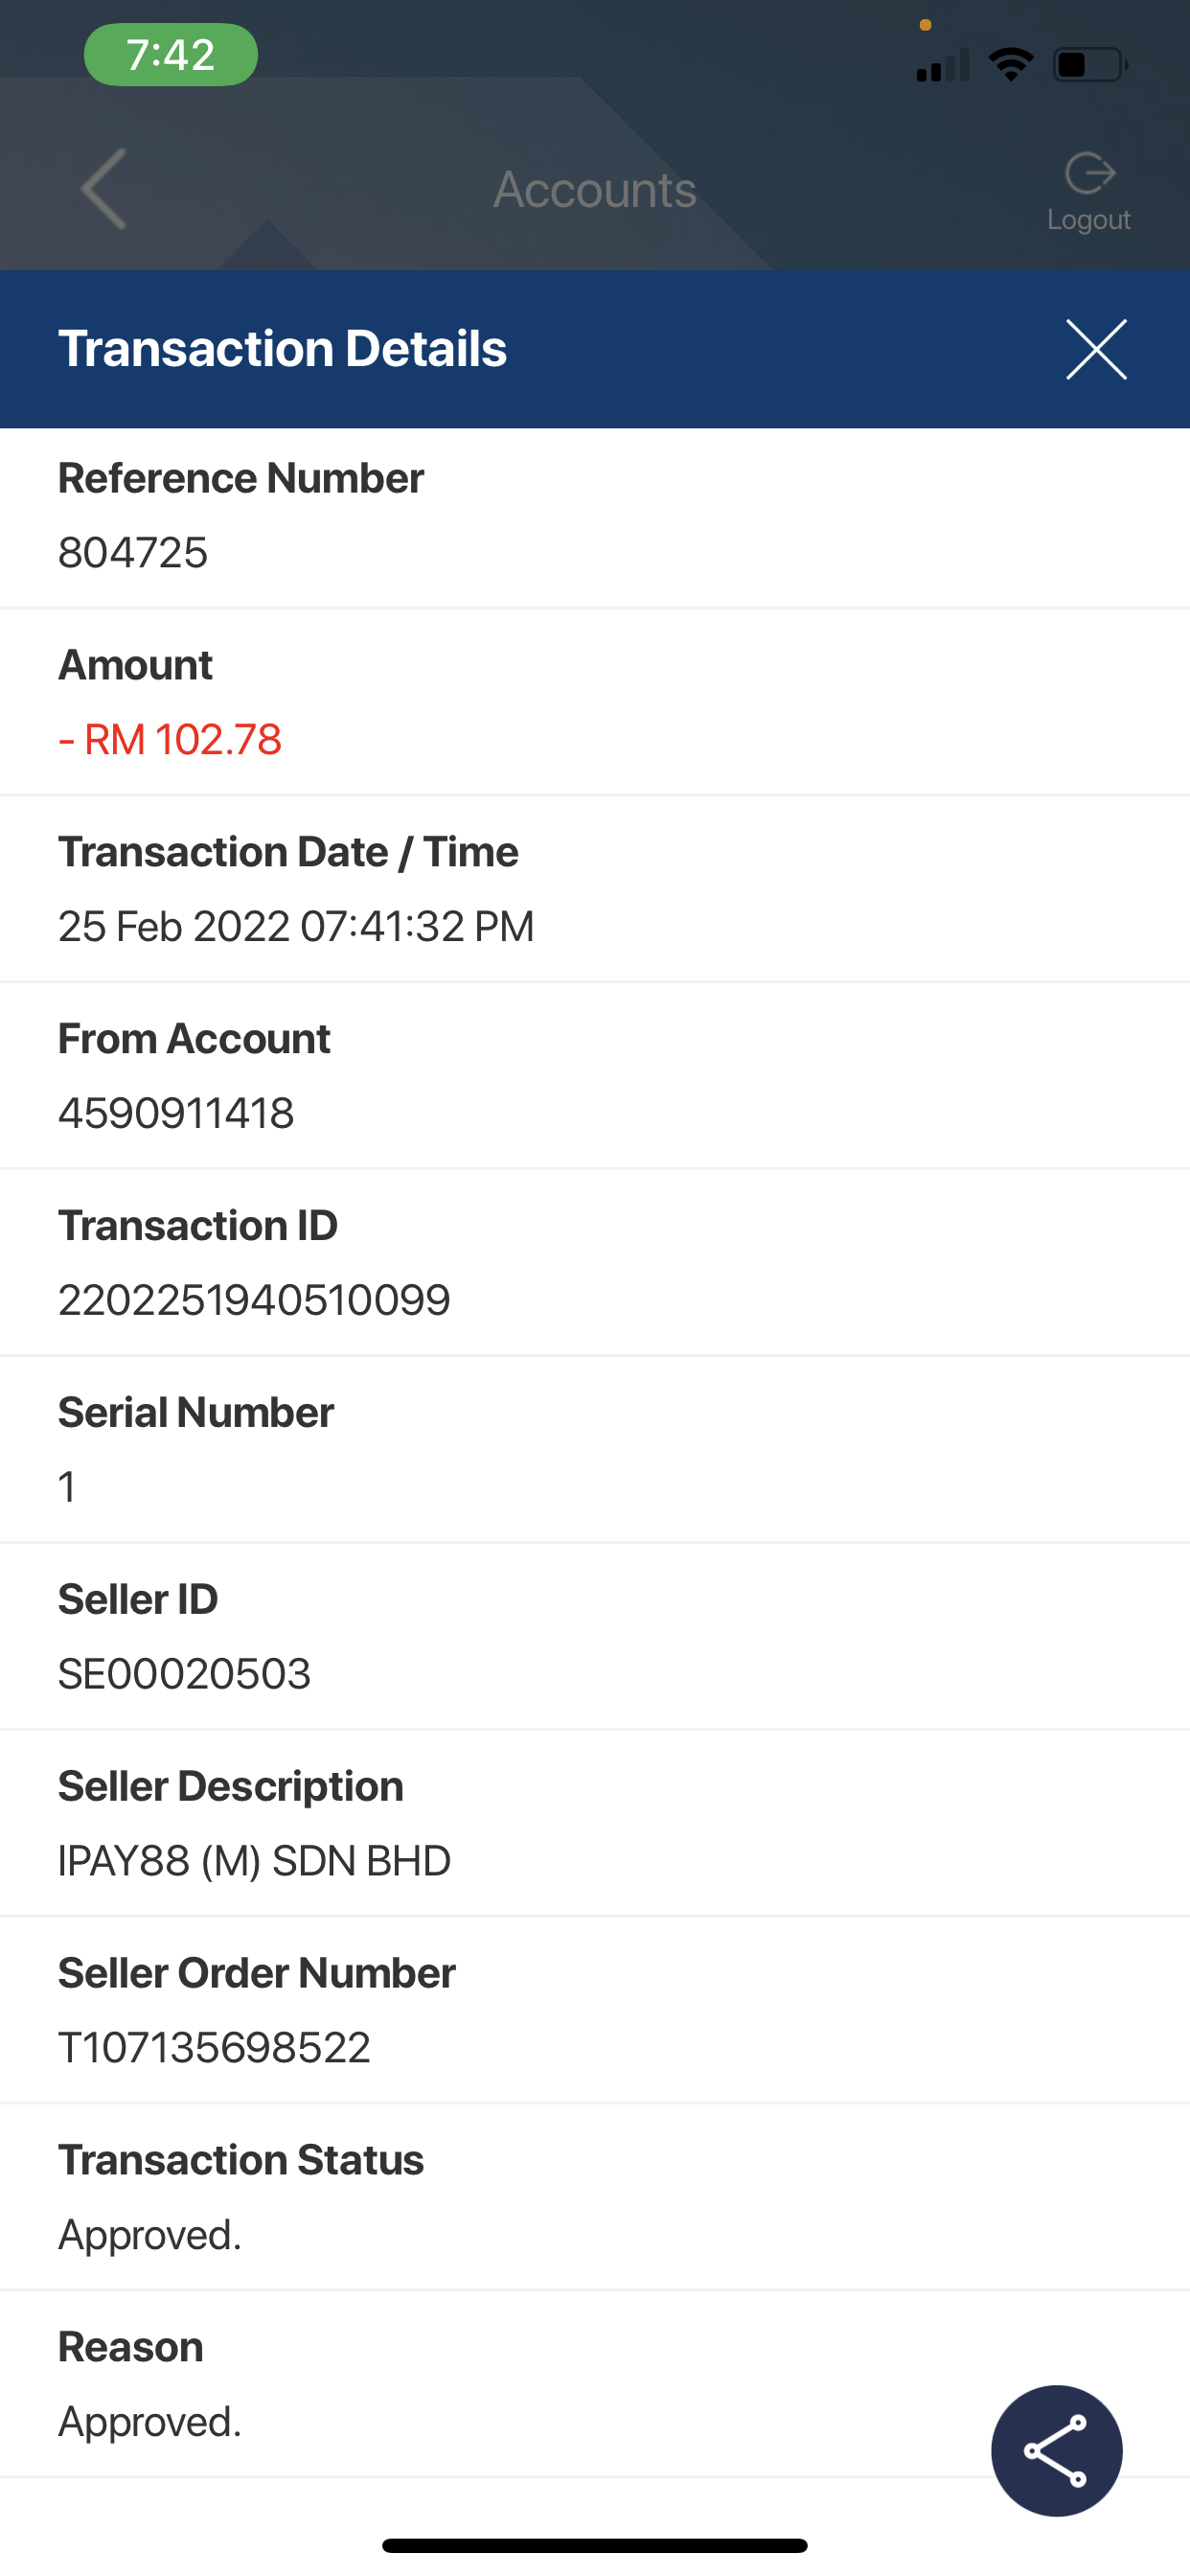 7:42
Accounts
Logout
Transaction Details
Reference Number
804725
Amount
- RM 102.78
Transaction Date / Time
25 Feb 2022 07:41:32 PM
From Account
4590911418
Transaction ID
2202251940510099
Serial Number
1
Seller ID
SE00020503
Seller Description
IPAY88 (M) SDN BHD
Seller Order Number
T107135698522
Transaction Status
Approved.
Reason
Approved.